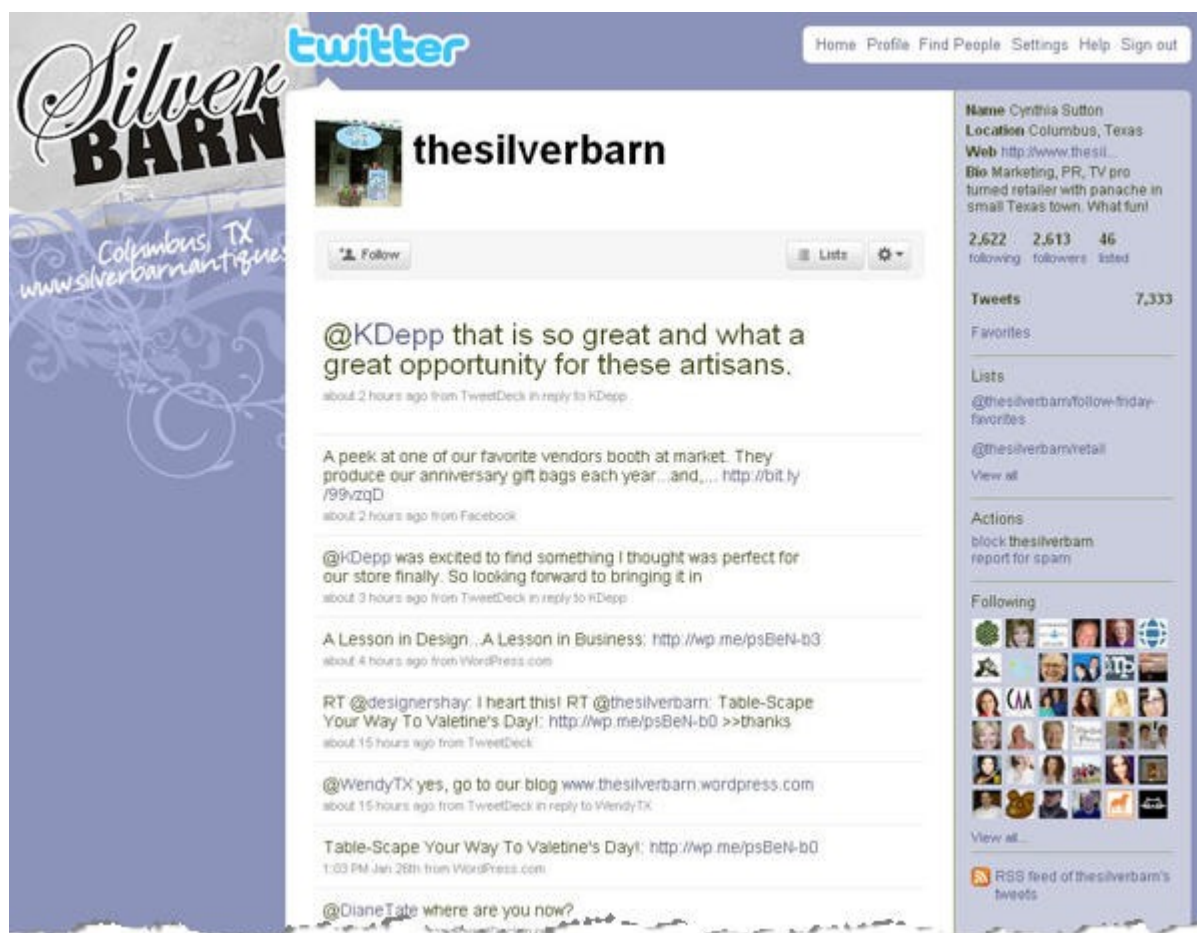 Silver
BARN
Columbus, TX
www.silverbarnantiques
twitter
Home Profile Find People Settings Help Sign out
thesilverbarn
Follow
Lists
@KDepp that is so great and what a
great opportunity for these artisans.
about 2 hours ago from TweetDeck in reply to KDepp
A peek at one of our favorite vendors booth at market. They
produce our anniversary gift bags each year...and,... http://bit.ly
/99vzqD
about 2 hours ago from Facebook
@KDepp was excited to find something I thought was perfect for
our store finally. So looking forward to bringing it in
about 3 hours ago from TweetDeck in reply to KDepp
A Lesson in Design...A Lesson in Business: http://wp.me/psBeN-b3
about 4 hours ago from WordPress.com
RT @designershay: I heart this! RT @thesilverbarn: Table-Scape
Your Way To Valetine's Day!: http://wp.me/psBeN-b0 >>thanks
about 15 hours ago from TweetDeck
@WendyTX yes, go to our blog www.thesilverbarn.wordpress.com
about 15 hours ago from TweetDeck in reply to WendyTX
Table-Scape Your Way To Valetine's Day!: http://wp.me/psBeN-b0
1:03 PM Jan 26th from WordPress.com
@DianeTate where are you now?
Name Cynthia Sutton
Location Columbus, Texas
Web http://www.thesil...
Bio Marketing, PR, TV pro
turned retailer with panache in
small Texas town. What fun!
2,622 2,613 46
following followers listed
Tweets 7,333
Favorites
Lists
@thesilverbarn/follow-friday-
favorites
@thesilverbarn/retail
View all
Actions
block thesilverbarn
report for spam
Following
CAA
View all...
RSS feed of thesilverbarn's
tweets